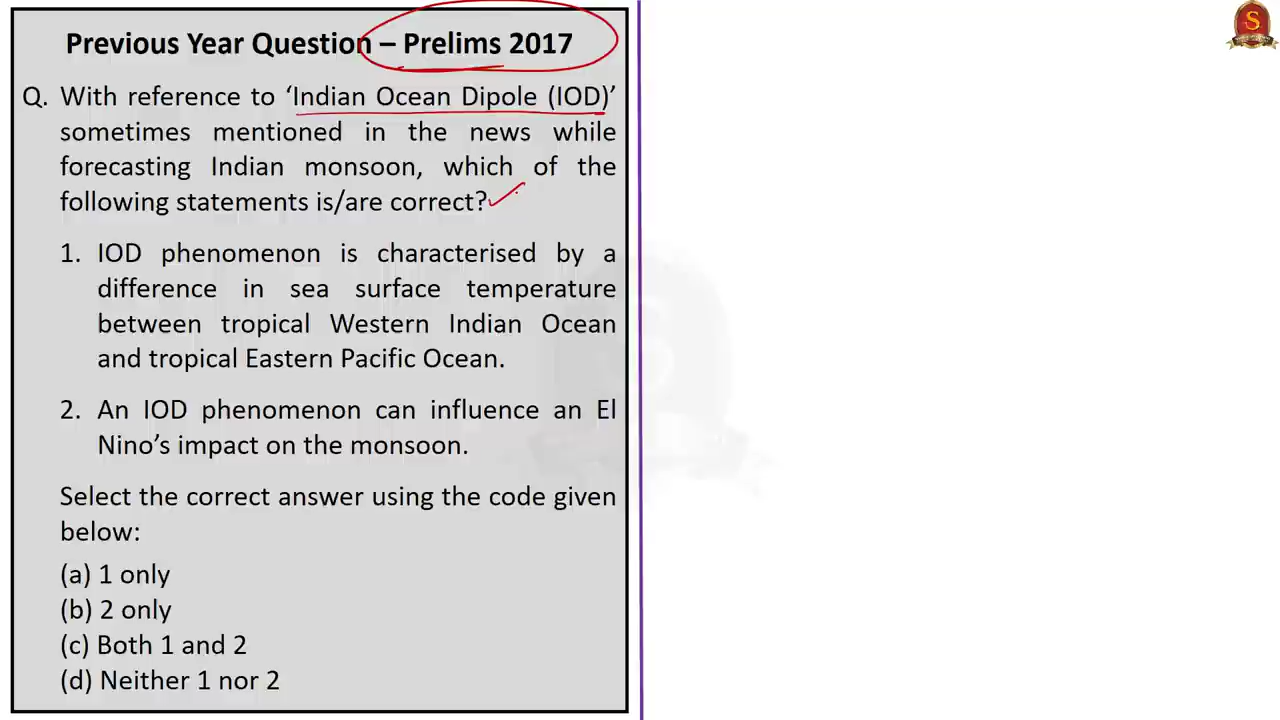 Previous Year Question – Prelims 2017
Q. With reference to ‘Indian Ocean Dipole (IOD)’
sometimes mentioned in the news while
forecasting Indian monsoon, which of the
following statements is/are correct?
1. IOD phenomenon is characterised by a
difference in sea surface temperature
between tropical Western Indian Ocean
and tropical Eastern Pacific Ocean.
2. An IOD phenomenon can influence an El
Nino’s impact on the monsoon.
Select the correct answer using the code given
below:
(a) 1 only
(b) 2 only
(c) Both 1 and 2
(d) Neither 1 nor 2
S